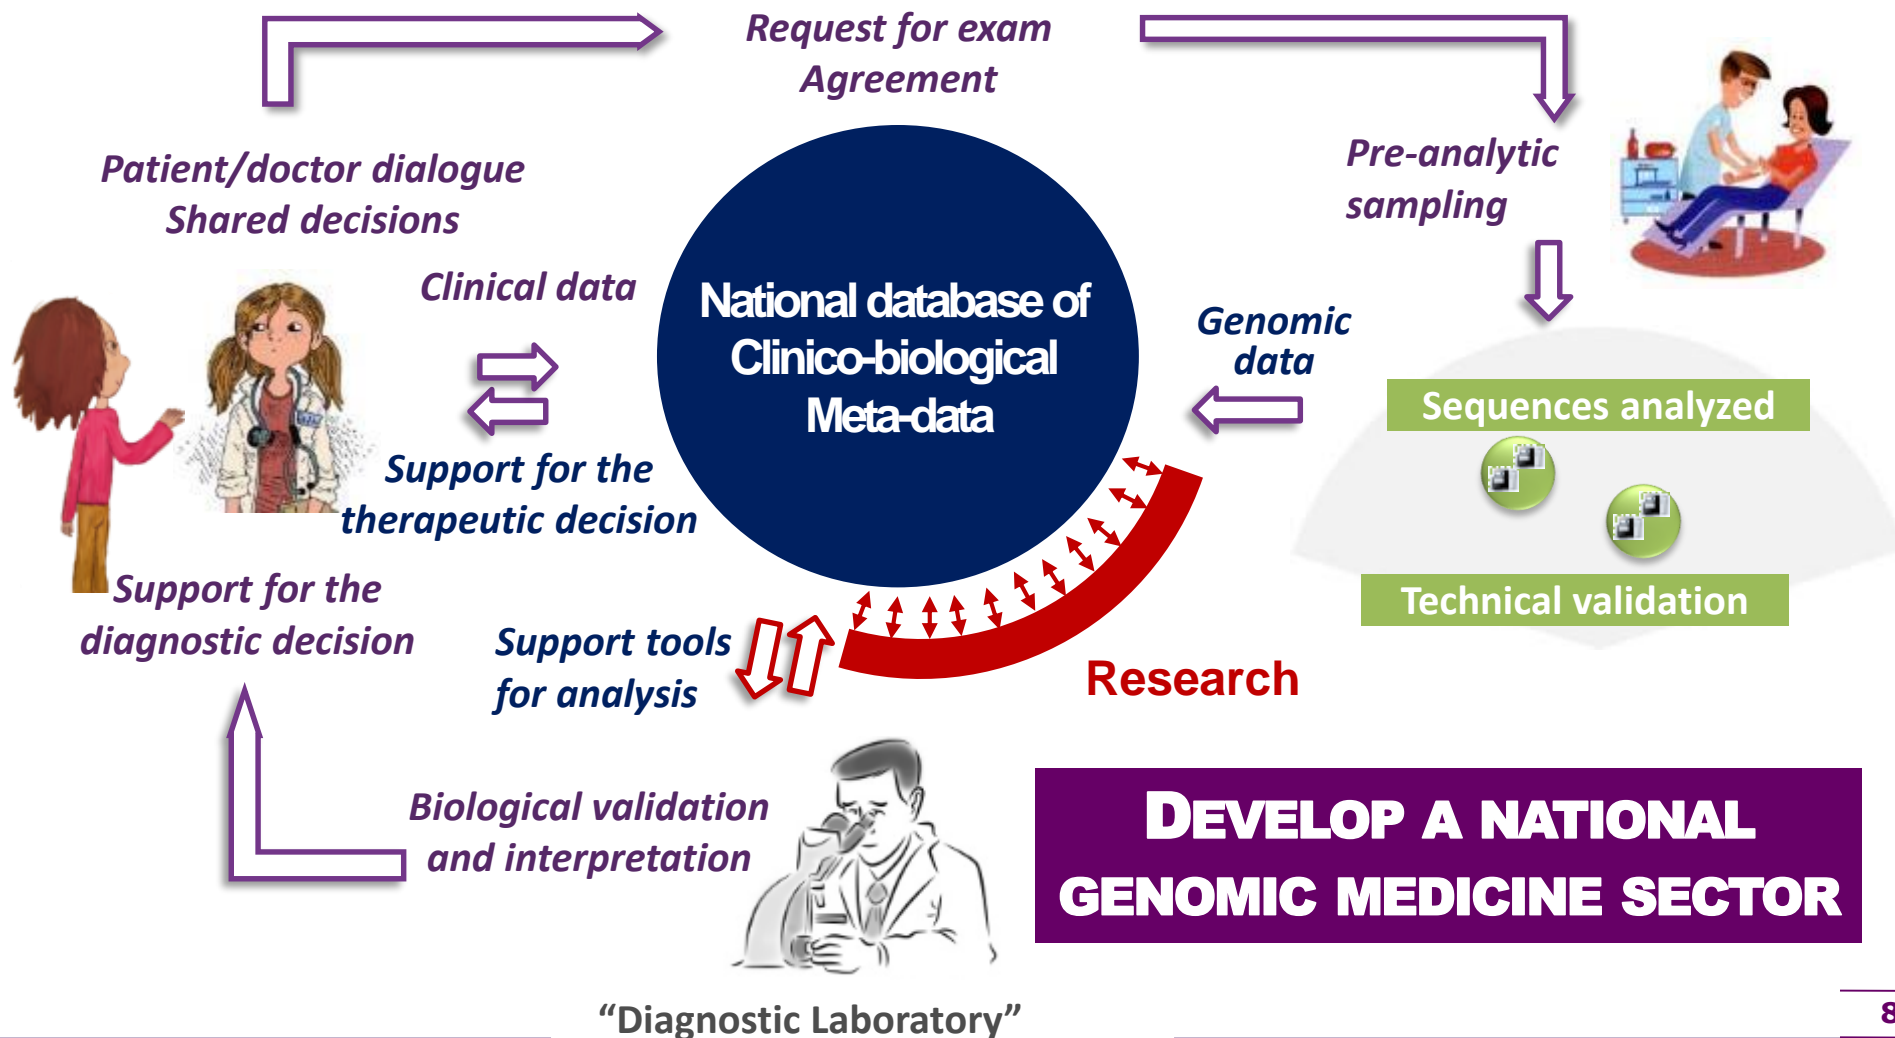 Request for exam
Agreement
Patient/doctor dialogue
Shared decisions
Pre-analytic
sampling
Clinical data
National database of
Clinico-biological
Meta-data
Genomic
data
Sequences analyzed
Support for the
therapeutic decision
Technical validation
Support for the
diagnostic decision
Support tools
for analysis
Research
Biological validation
and interpretation
DEVELOP A NATIONAL
GENOMIC MEDICINE SECTOR
“Diagnostic Laboratory”
8